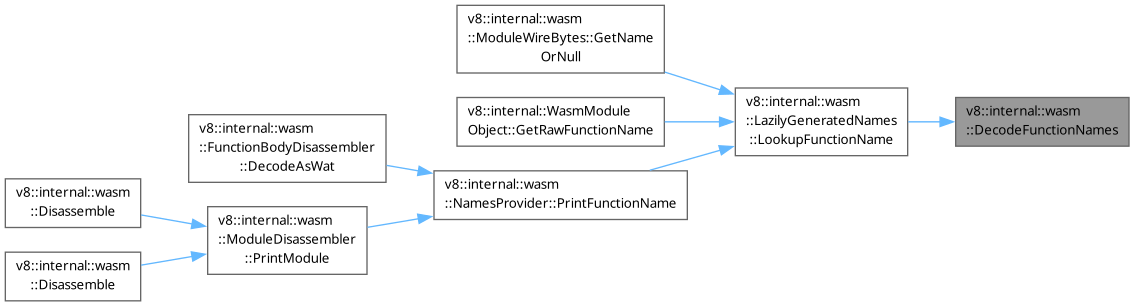 v8::internal::wasm
::ModuleWireBytes::GetName
OrNull
v8::internal::wasm
::LazilyGeneratedNames
::LookupFunctionName
v8::internal::wasm
::DecodeFunctionNames
v8::internal::WasmModule
Object::GetRawFunctionName
v8::internal::wasm
::FunctionBodyDisassembler
::DecodeAsWat
v8::internal::wasm
::NamesProvider::PrintFunctionName
v8::internal::wasm
::Disassemble
v8::internal::wasm
::ModuleDisassembler
::PrintModule
v8::internal::wasm
::Disassemble